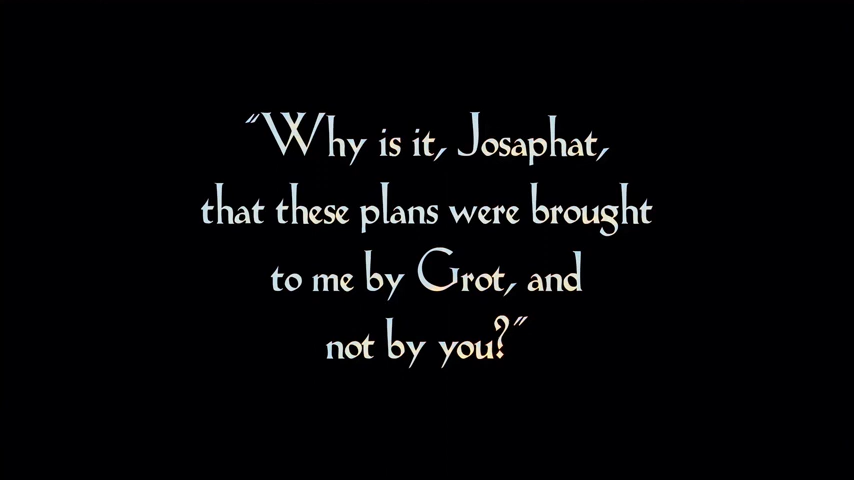 "Why is it, Josaphat,
that these plans were brought
to me by Grot, and
not by you?"